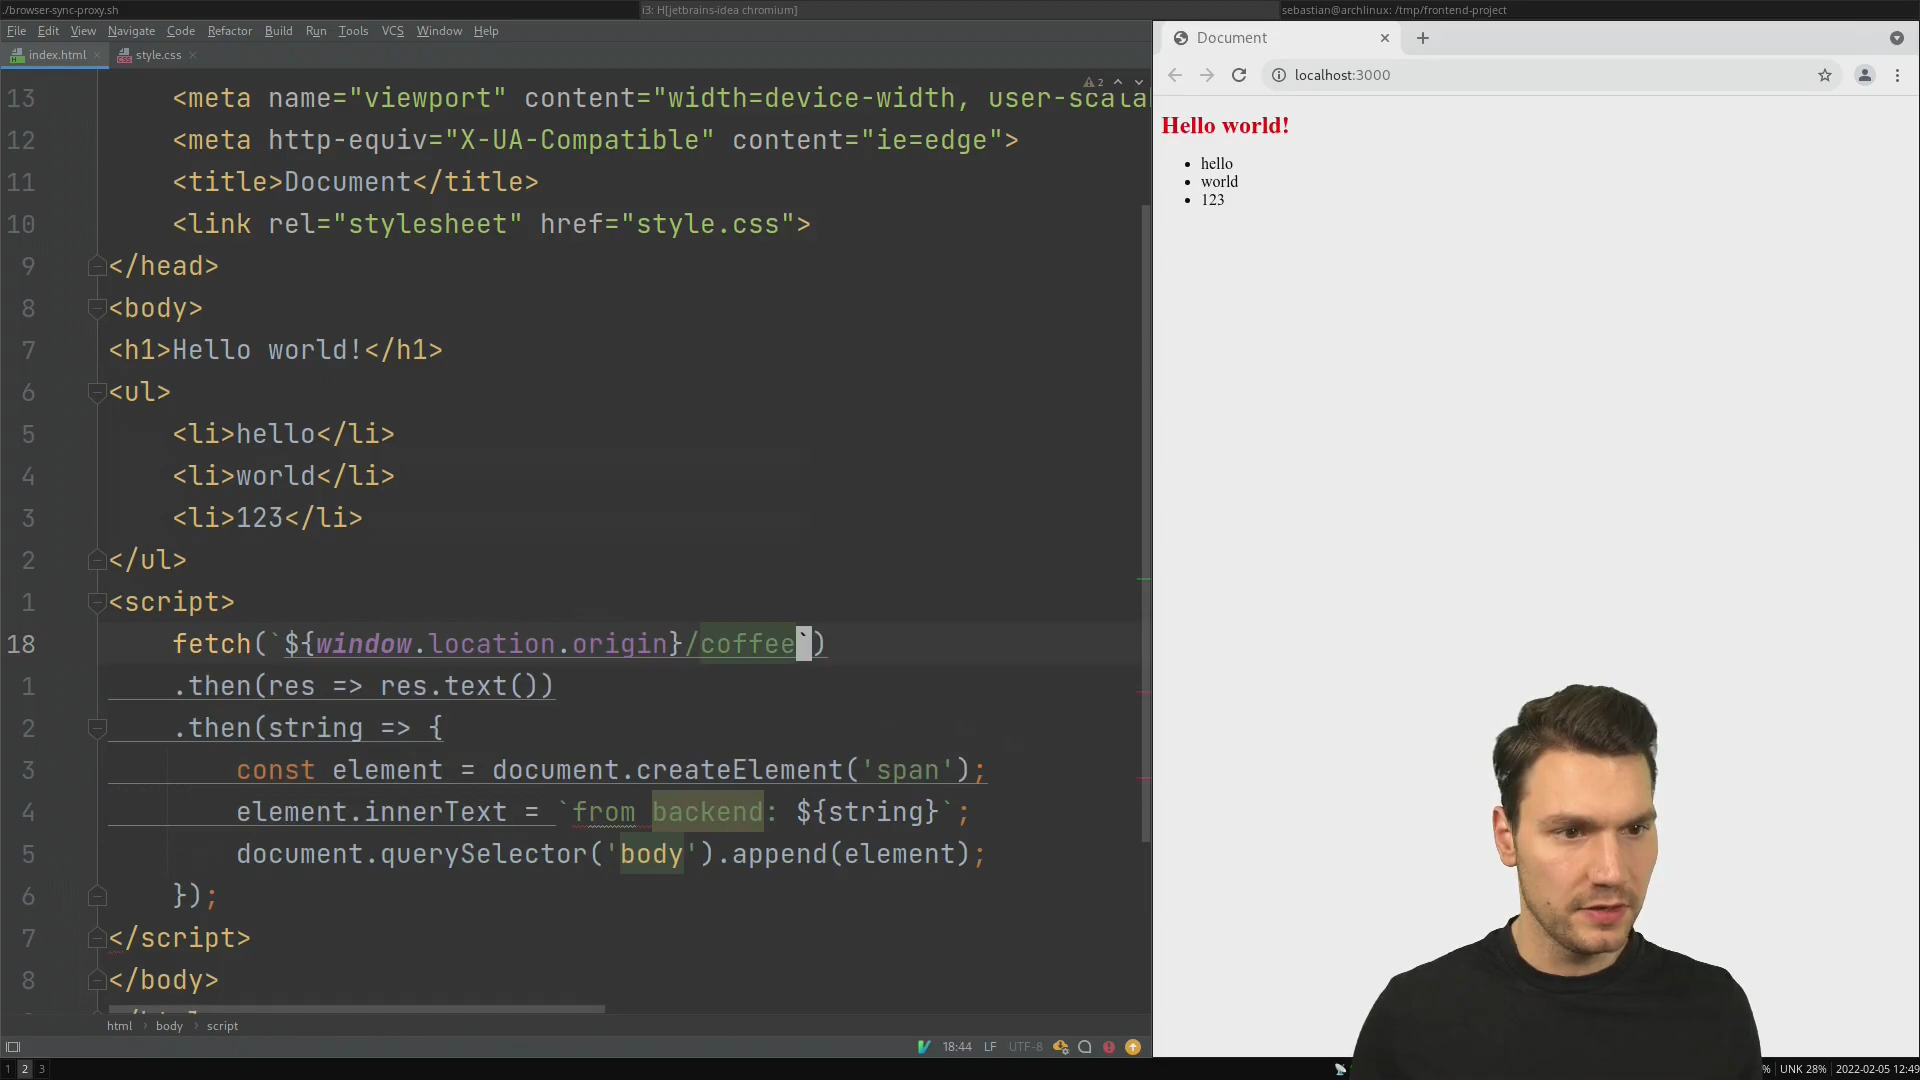 ./browser-sync-proxy.sh
i3: H[jetbrains-idea chromium]
sebastian@archlinux: /tmp/frontend-project
File Edit View Navigate Code Refactor Build Run Tools VCS Window Help
index.html
style.css
2
13 <meta name="viewport" content="width=device-width, user-scala
12 <meta http-equiv="X-UA-Compatible" content="ie=edge">
11 <title>Document</title>
10 <link rel="stylesheet" href="style.css">
9 </head>
8 <body>
7 <h1>Hello world!</h1>
6 <ul>
5 <li>hello</li>
4 <li>world</li>
3 <li>123</li>
2 </ul>
1 <script>
18 fetch(`${window.location.origin}/coffee`)
1 .then(res => res.text())
2 .then(string => {
3 const element = document.createElement('span');
4 element.innerText = `from backend: ${string}`;
5 document.querySelector('body').append(element);
6 });
7 </script>
8 </body>
html › body › script
18:44 LF UTF-8
1 2 3
Document
localhost:3000
Hello world!
• hello
• world
• 123
% UNK 28% 2022-02-05 12:49